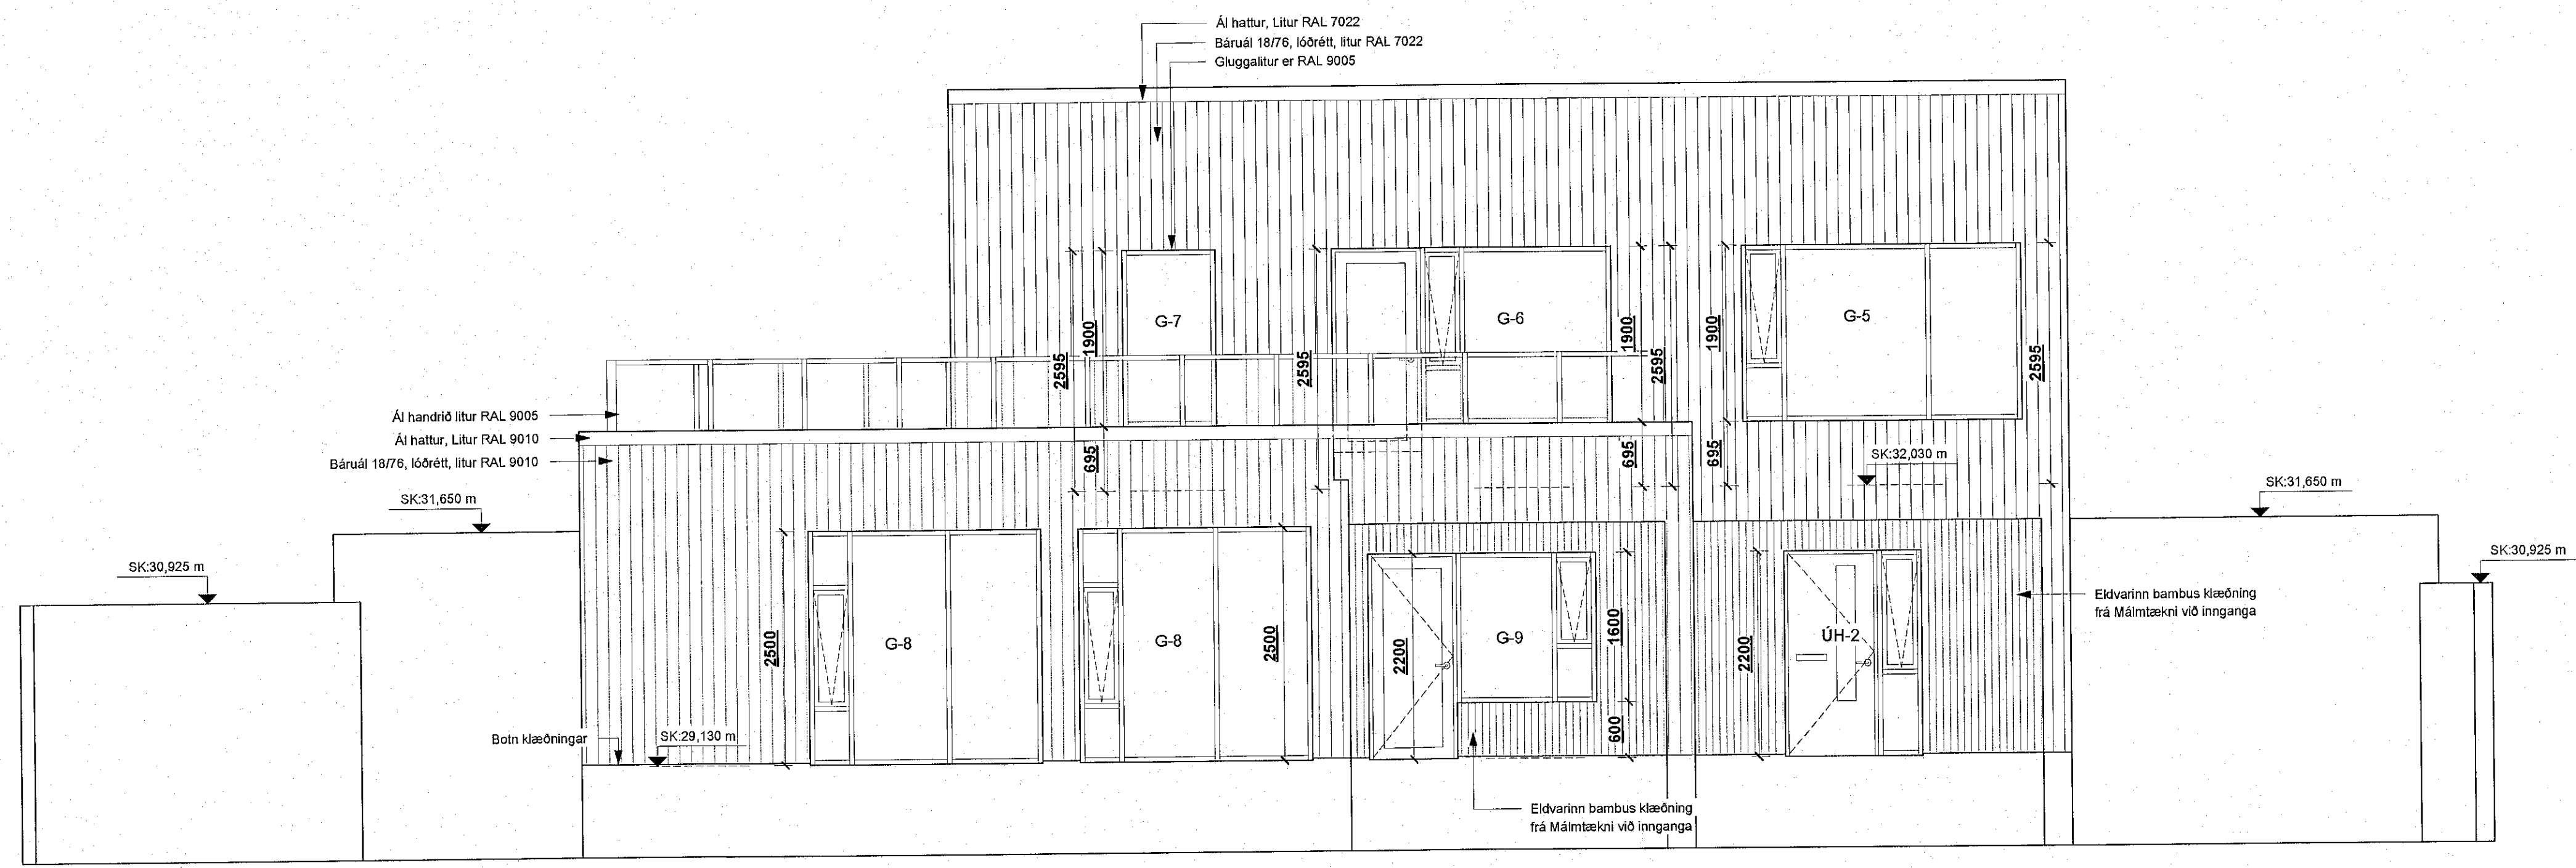 Ál hattur, Litur RAL 7022
Báruál 18/76, lóðrétt, litur RAL 7022
Gluggalitur er RAL 9005
G-7
G-6
G-5
1900
2595
2595
1900
2595
1900
2595
Ál handrið litur RAL 9005
Ál hattur, Litur RAL 9010
Báruál 18/76, lóðrétt, litur RAL 9010
695
695
695
SK:32,030 m
SK:31,650 m
SK:31,650 m
SK:30,925 m
SK:30,925 m
Eldvarinn bambus klæðning
frá Málmtækni við innganga
2500
G-8
G-8
2500
2200
G-9
1600
600
2200
ÚH-2
Botn klæðningar
SK:29,130 m
Eldvarinn bambus klæðning
frá Málmtækni við innganga